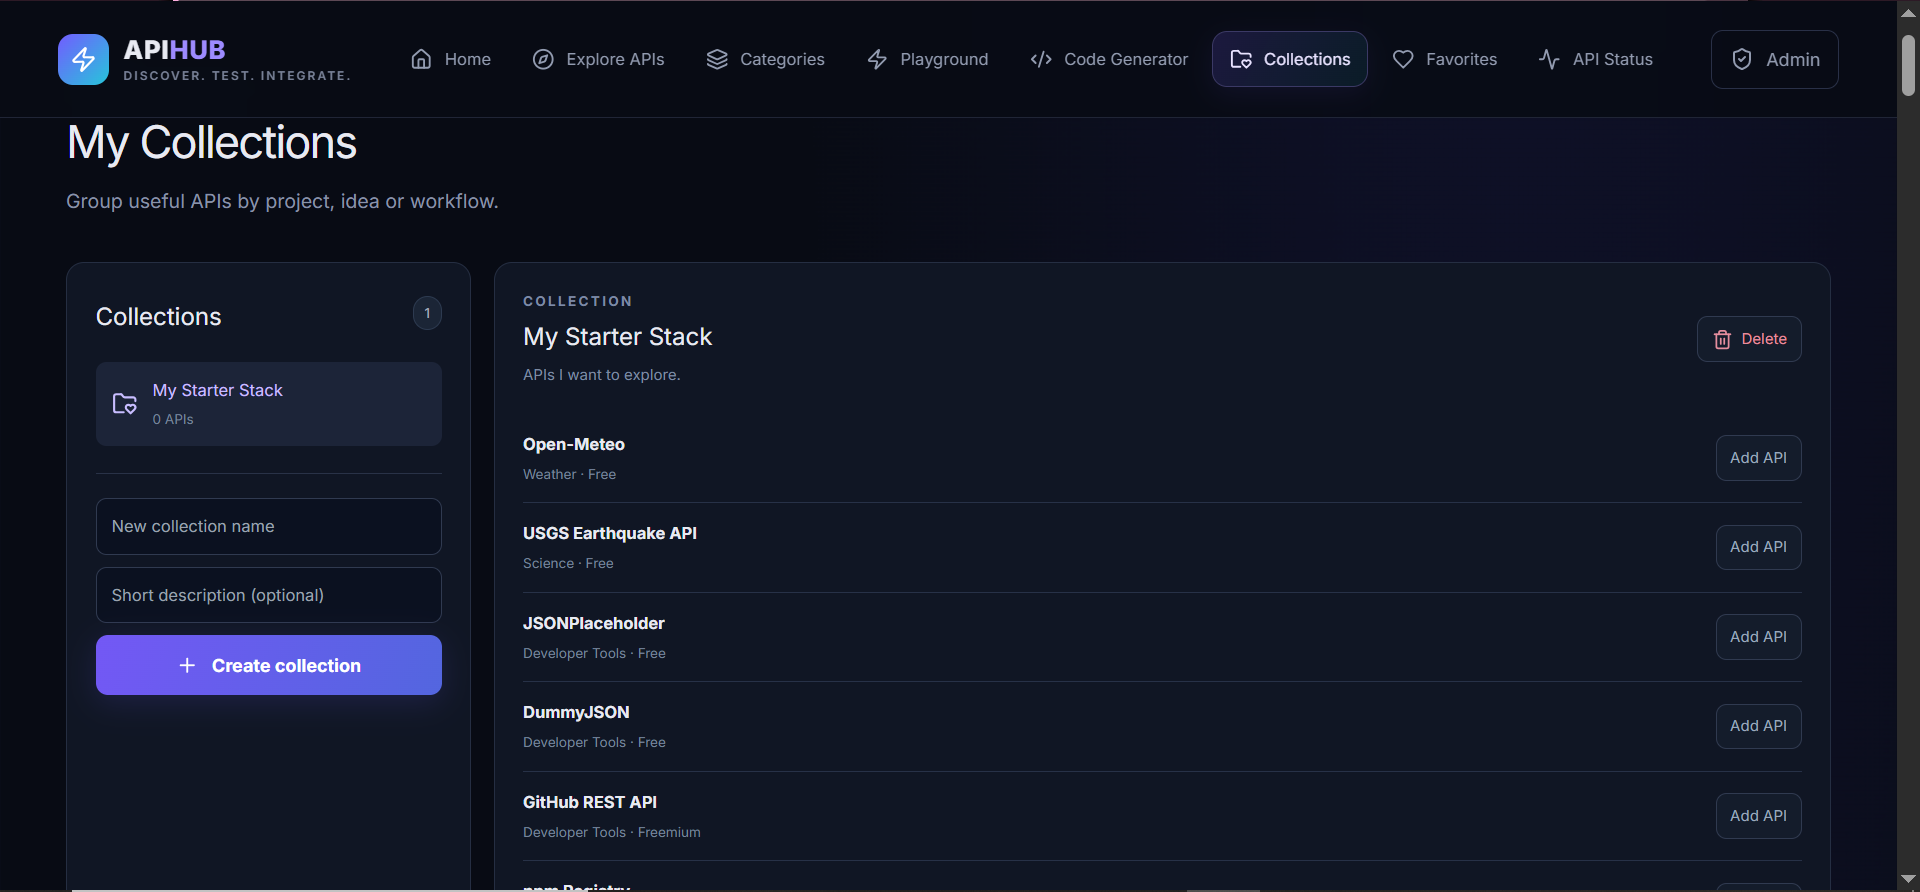 APIHUB
DISCOVER. TEST. INTEGRATE.
Home
Explore APIs
Categories
Playground
Code Generator
Collections
Favorites
API Status
Admin
My Collections
Group useful APIs by project, idea or workflow.
Collections
1
My Starter Stack
0 APIs
New collection name
Short description (optional)
Create collection
COLLECTION
My Starter Stack
APIs I want to explore.
Delete
Open-Meteo
Weather · Free
Add API
USGS Earthquake API
Science · Free
Add API
JSONPlaceholder
Developer Tools · Free
Add API
DummyJSON
Developer Tools · Free
Add API
GitHub REST API
Developer Tools · Freemium
Add API
npm Registry